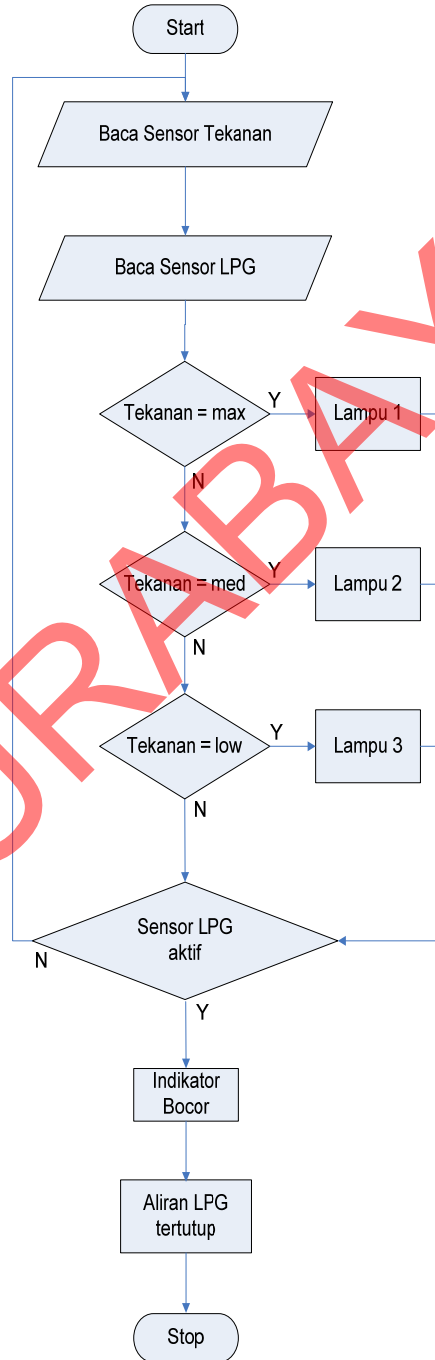 Start
Baca Sensor Tekanan
Baca Sensor LPG
Tekanan = max
Y
Lampu 1
N
Tekanan = med
Y
Lampu 2
N
Tekanan = low
Y
Lampu 3
N
Sensor LPG
aktif
N
Y
Indikator
Bocor
Aliran LPG
tertutup
Stop
URABAY